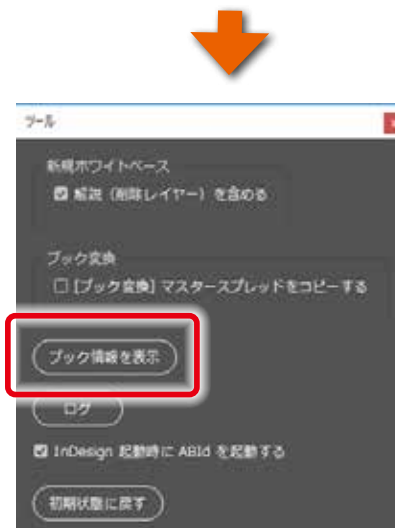 ツール
新規ホワイトベース
解説（削除レイヤー）を含める
ブック変換
[ブック変換] マスタースプレッドをコピーする
ブック情報を表示
ログ
InDesign 起動時に ABId を起動する
初期状態に戻す